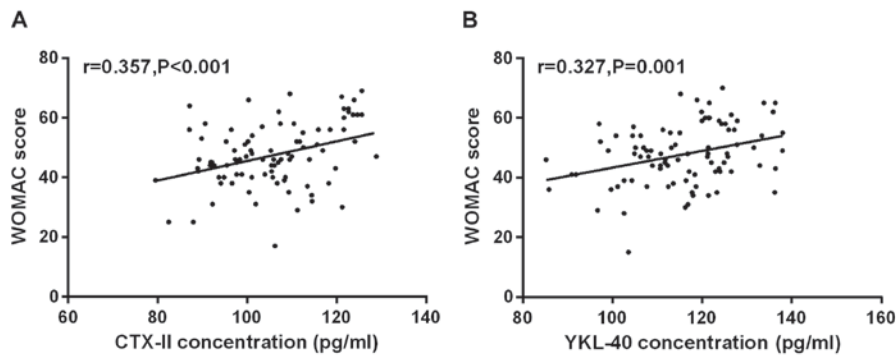 A
r=0.357,P<0.001
WOMAC score
80
60
40
20
0
60
80
100
120
140
CTX-II concentration (pg/ml)
B
r=0.327,P=0.001
WOMAC score
80
60
40
20
0
80
100
120
140
160
YKL-40 concentration (pg/ml)